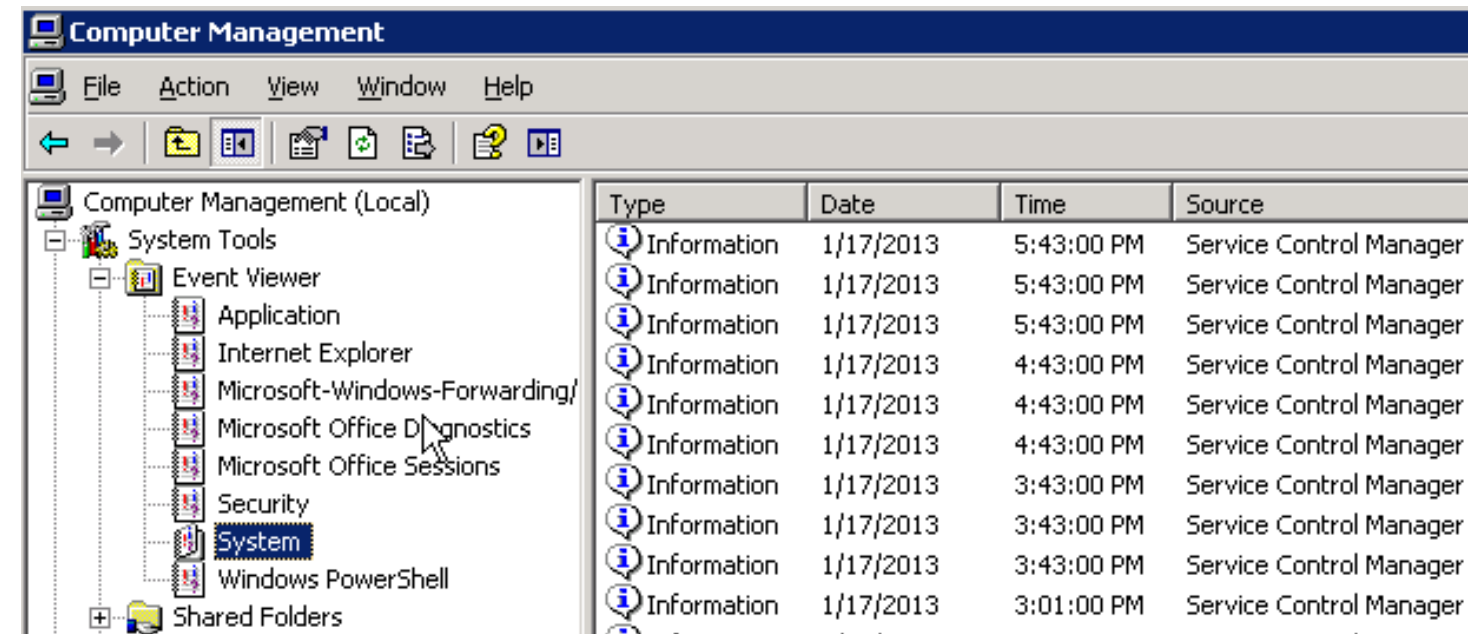 Computer Management
File Action View Window Help
Computer Management (Local)
System Tools
Event Viewer
Application
Internet Explorer
Microsoft-Windows-Forwarding/
Microsoft Office Diagnostics
Microsoft Office Sessions
Security
System
Windows PowerShell
Shared Folders
Type Date Time Source
Information 1/17/2013 5:43:00 PM Service Control Manager
Information 1/17/2013 5:43:00 PM Service Control Manager
Information 1/17/2013 5:43:00 PM Service Control Manager
Information 1/17/2013 4:43:00 PM Service Control Manager
Information 1/17/2013 4:43:00 PM Service Control Manager
Information 1/17/2013 4:43:00 PM Service Control Manager
Information 1/17/2013 3:43:00 PM Service Control Manager
Information 1/17/2013 3:43:00 PM Service Control Manager
Information 1/17/2013 3:43:00 PM Service Control Manager
Information 1/17/2013 3:01:00 PM Service Control Manager